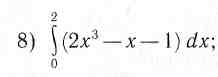 8) ∫₀² (2x³ — x — 1) dx;